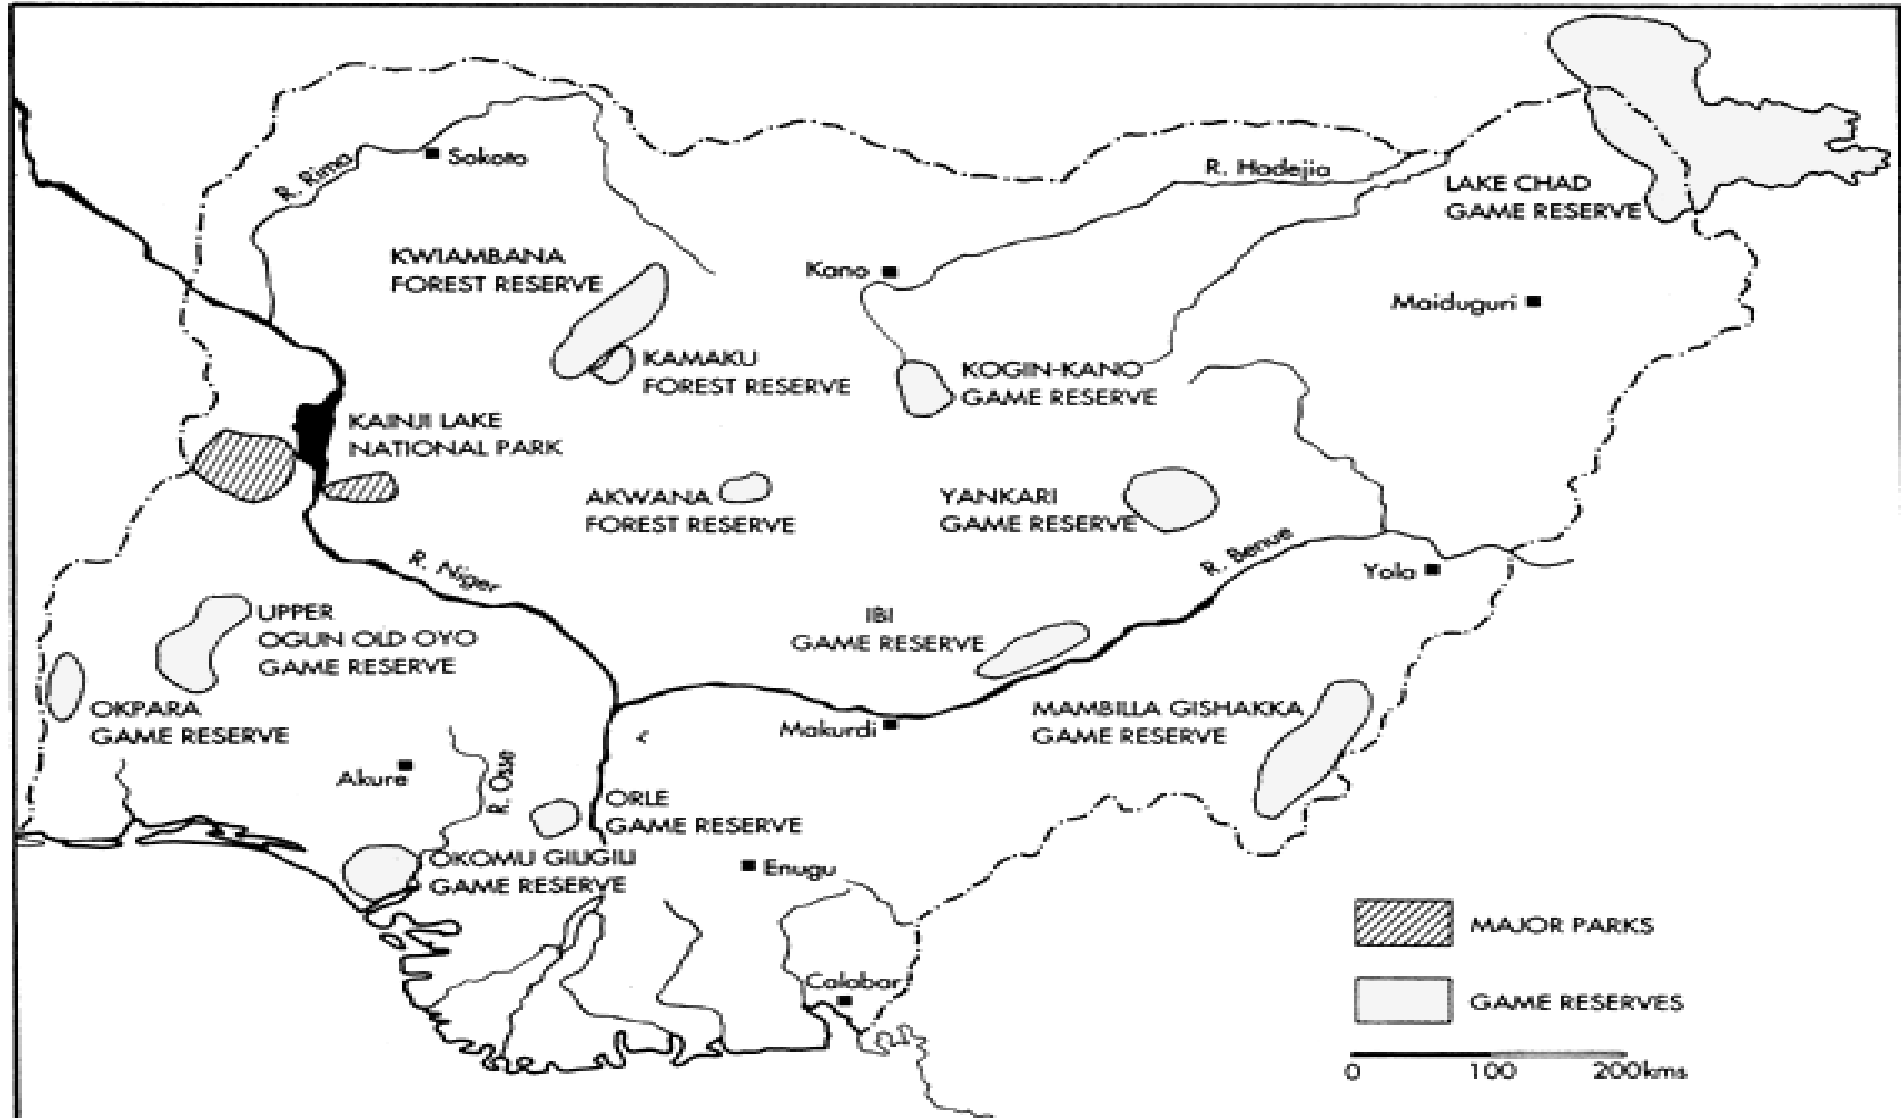 R. Rima
Sokoto
R. Hadejia
LAKE CHAD
GAME RESERVE
KWIAMBANA
FOREST RESERVE
Kano
Maiduguri
KAMAKU
FOREST RESERVE
KOGIN-KANO
GAME RESERVE
KAINJI LAKE
NATIONAL PARK
AKWANA
FOREST RESERVE
YANKARI
GAME RESERVE
R. Niger
R. Benue
Yola
UPPER
OGUN OLD OYO
GAME RESERVE
IBI
GAME RESERVE
OKPARA
GAME RESERVE
Makurdi
MAMBILLA GISHAKKA
GAME RESERVE
Akure
R. Osse
ORLE
GAME RESERVE
OKOMU GILIGILI
GAME RESERVE
Enugu
Calabar
MAJOR PARKS
GAME RESERVES
0 100 200kms